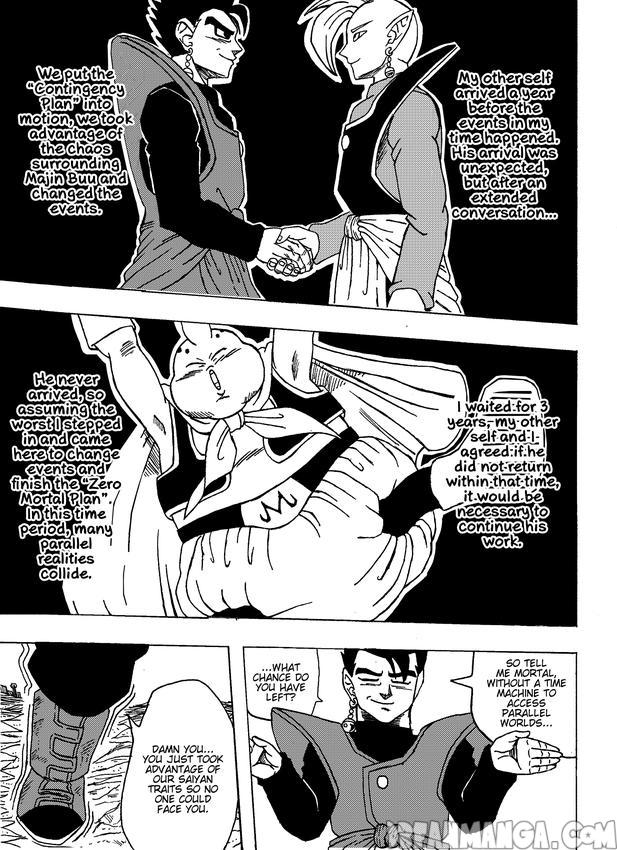 My other self
arrived a year
before the
events in my
time happened.
His arrival was
unexpected,
but after an
extended
conversation...
We put the
"Contingency
Plan" into
motion, we took
advantage of
the chaos
surrounding
Majin Buu and
changed the
events.
I waited for 3
years, my other
self and I
agreed if he
did not return
within that time,
it would be
necessary to
continue his
work.
He never
arrived, so
assuming the
worst I stepped
in and came
here to change
events and
finish the "Zero
Mortal Plan".
In this time
period, many
parallel
realities
Collide.
SO TELL
ME MORTAL,
WITHOUT A TIME
MACHINE TO
ACCESS
PARALLEL
WORLDS...
...WHAT
CHANCE DO
YOU HAVE
LEFT?
DAMN
YOU...
YOU JUST TOOK
ADVANTAGE OF
OUR SAIYAN
TRAITS SO NO
ONE COULD
FACE YOU.